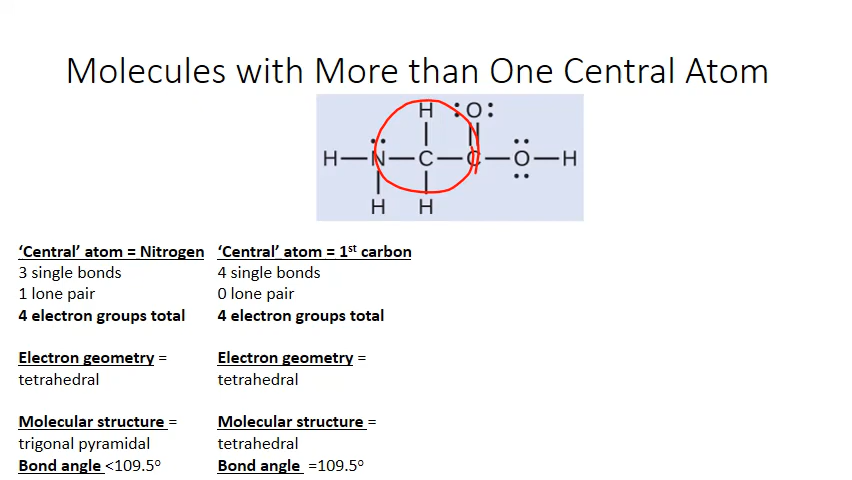 Molecules with More than One Central Atom
H :O:
H—N—C—C—O—H
H H
'Central' atom = Nitrogen
3 single bonds
1 lone pair
4 electron groups total
Electron geometry =
tetrahedral
Molecular structure =
trigonal pyramidal
Bond angle <109.5º
'Central' atom = 1st carbon
4 single bonds
0 lone pair
4 electron groups total
Electron geometry =
tetrahedral
Molecular structure =
tetrahedral
Bond angle =109.5º